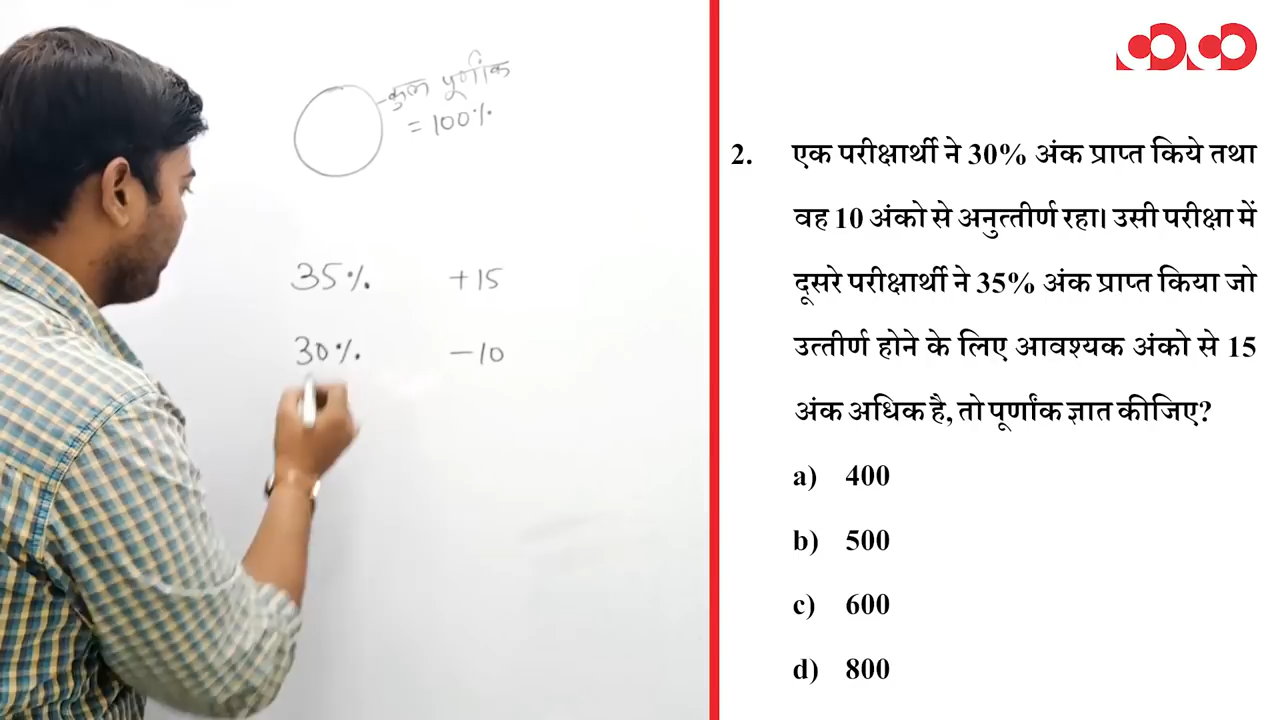 कुल पूर्णांक
= 100%
35% +15
30% -10
2. एक परीक्षार्थी ने 30% अंक प्राप्त किये तथा
वह 10 अंको से अनुत्तीर्ण रहा। उसी परीक्षा में
दूसरे परीक्षार्थी ने 35% अंक प्राप्त किया जो
उत्तीर्ण होने के लिए आवश्यक अंको से 15
अंक अधिक है, तो पूर्णांक ज्ञात कीजिए?
a) 400
b) 500
c) 600
d) 800